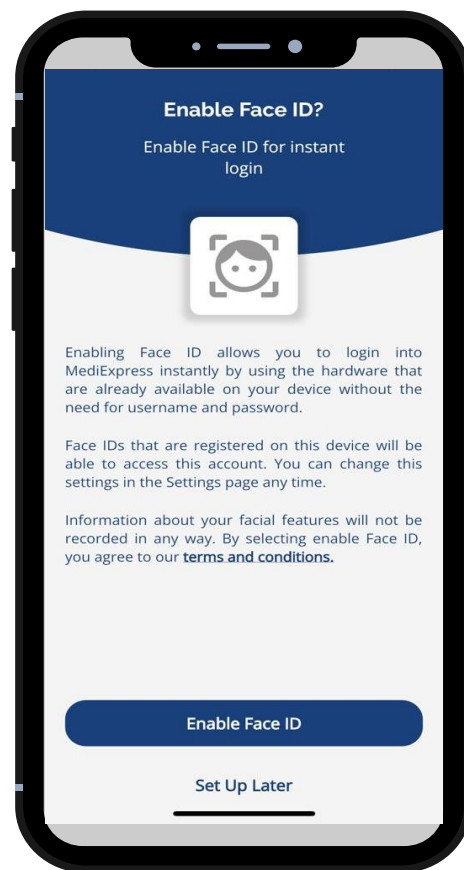 Enable Face ID?
Enable Face ID for instant
login
Enabling Face ID allows you to login into
MediExpress instantly by using the hardware that
are already available on your device without the
need for username and password.
Face IDs that are registered on this device will be
able to access this account. You can change this
settings in the Settings page any time.
Information about your facial features will not be
recorded in any way. By selecting enable Face ID,
you agree to our terms and conditions.
Enable Face ID
Set Up Later